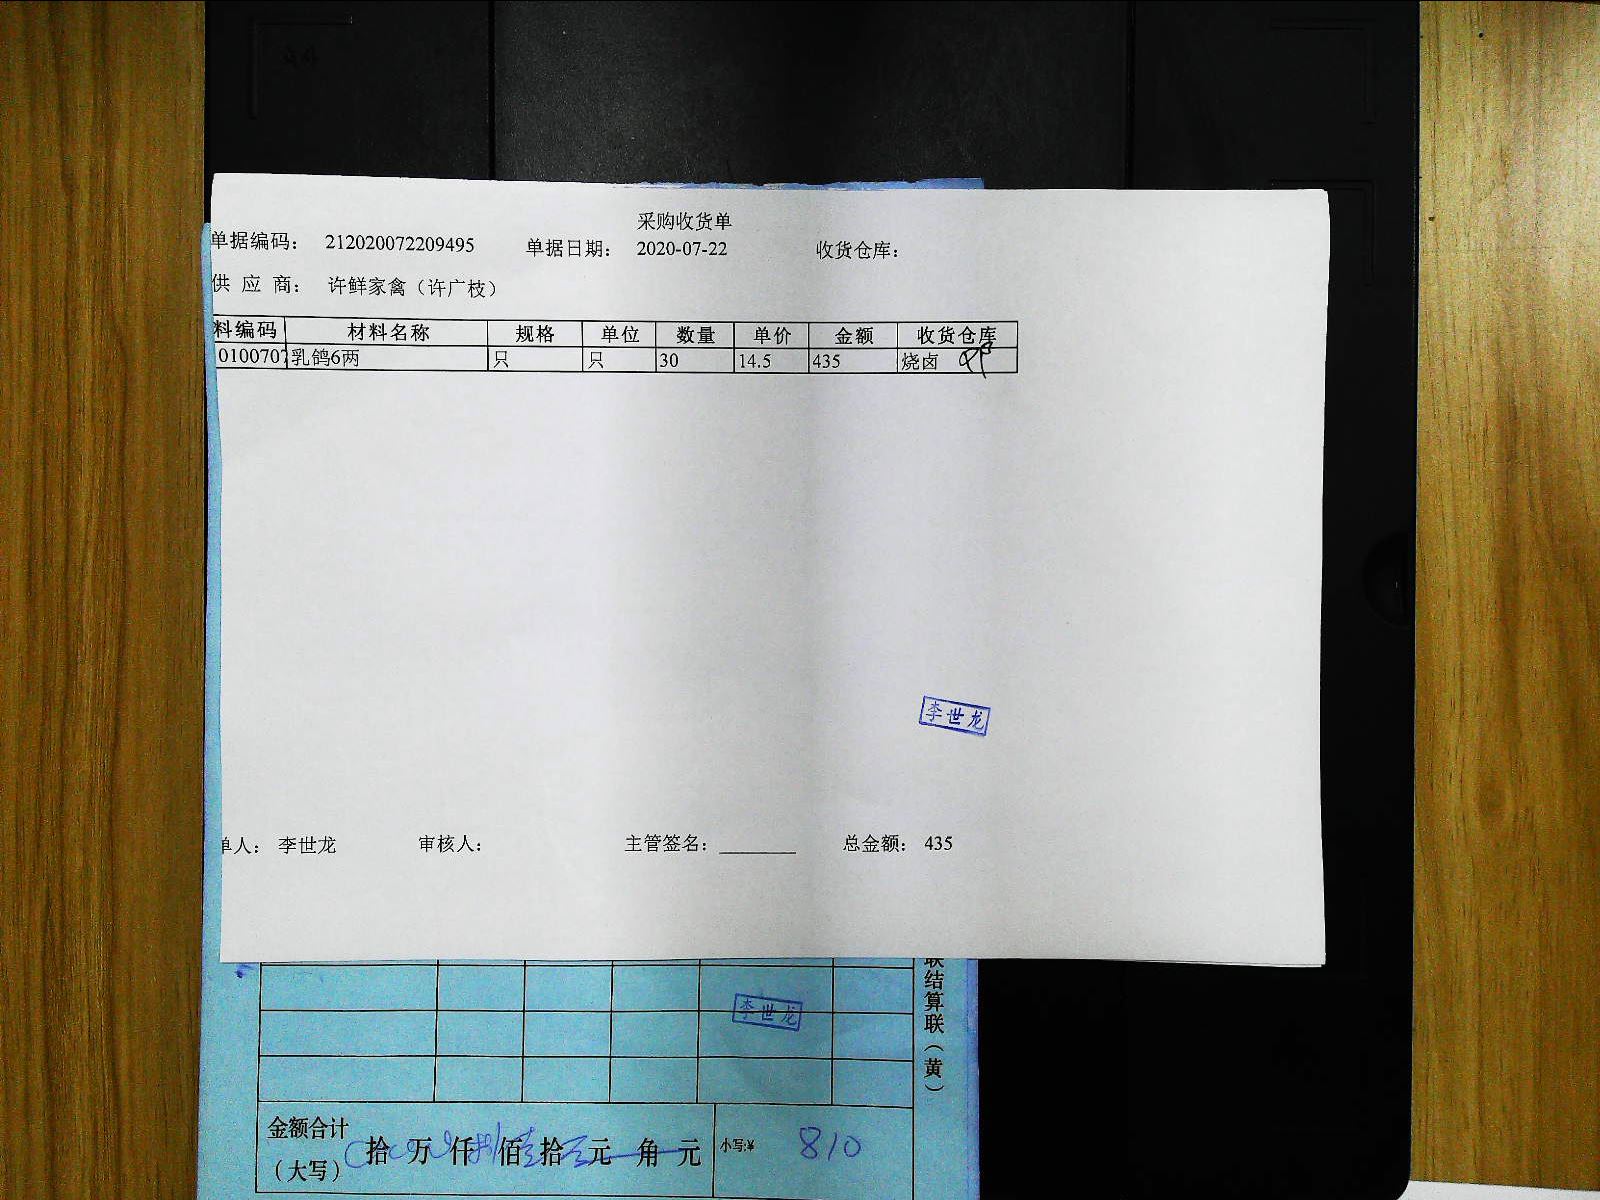 采购收货单
单据编码： 212020072209495 单据日期： 2020-07-22 收货仓库：
供 应 商： 许鲜家禽（许广枝）
料编码 材料名称 规格 单位 数量 单价 金额 收货仓库
0100707 乳鸽6两 只 只 30 14.5 435 烧卤
李世龙
单人： 李世龙 审核人： 主管签名： 总金额： 435
联结算联（黄）
李世龙
金额合计
（大写） 拾 万 仟 佰 拾 元 角 元 小写:¥ 810